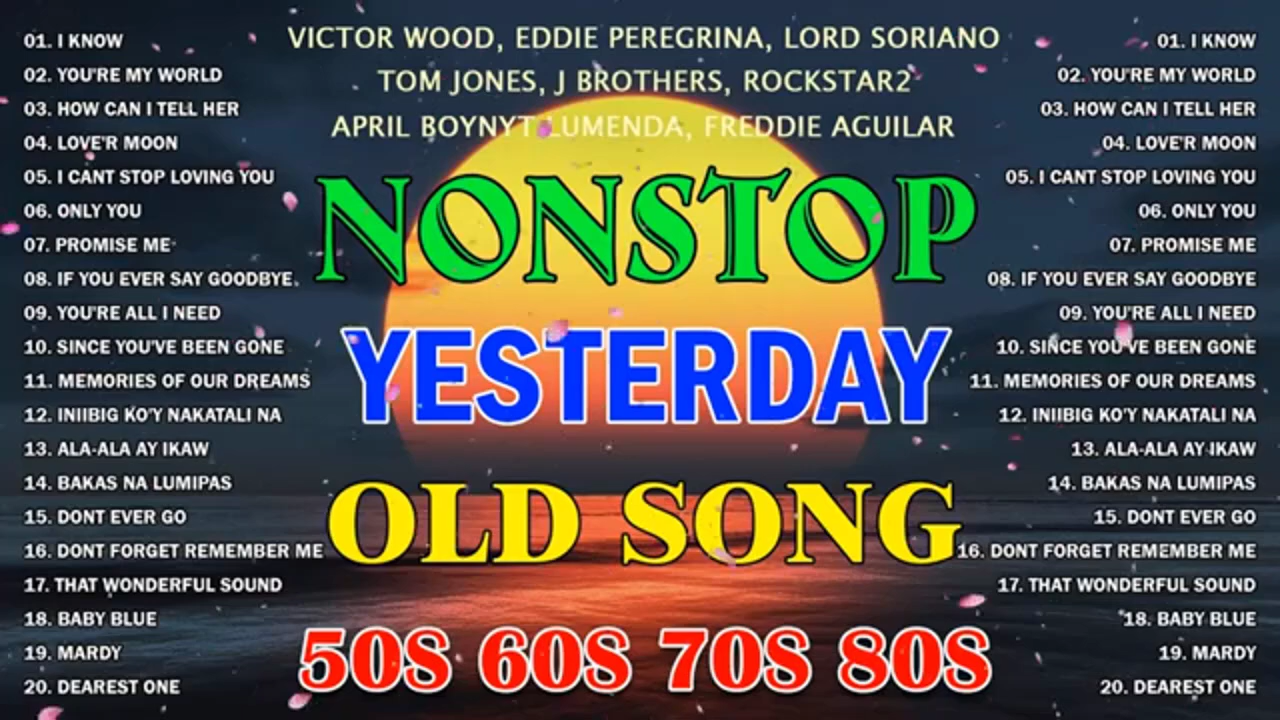 01. I KNOW
02. YOU'RE MY WORLD
03. HOW CAN I TELL HER
04. LOVE'R MOON
05. I CANT STOP LOVING YOU
06. ONLY YOU
07. PROMISE ME
08. IF YOU EVER SAY GOODBYE
09. YOU'RE ALL I NEED
10. SINCE YOU'VE BEEN GONE
11. MEMORIES OF OUR DREAMS
12. INIIBIG KO'Y NAKATALI NA
13. ALA-ALA AY IKAW
14. BAKAS NA LUMIPAS
15. DONT EVER GO
16. DONT FORGET REMEMBER ME
17. THAT WONDERFUL SOUND
18. BABY BLUE
19. MARDY
20. DEAREST ONE
VICTOR WOOD, EDDIE PEREGRINA, LORD SORIANO
TOM JONES, J BROTHERS, ROCKSTAR2
APRIL BOYNYT LUMENDA, FREDDIE AGUILAR
NONSTOP
YESTERDAY
OLD SONG
50S 60S 70S 80S
01. I KNOW
02. YOU'RE MY WORLD
03. HOW CAN I TELL HER
04. LOVE'R MOON
05. I CANT STOP LOVING YOU
06. ONLY YOU
07. PROMISE ME
08. IF YOU EVER SAY GOODBYE
09. YOU'RE ALL I NEED
10. SINCE YOU'VE BEEN GONE
11. MEMORIES OF OUR DREAMS
12. INIIBIG KO'Y NAKATALI NA
13. ALA-ALA AY IKAW
14. BAKAS NA LUMIPAS
15. DONT EVER GO
16. DONT FORGET REMEMBER ME
17. THAT WONDERFUL SOUND
18. BABY BLUE
19. MARDY
20. DEAREST ONE